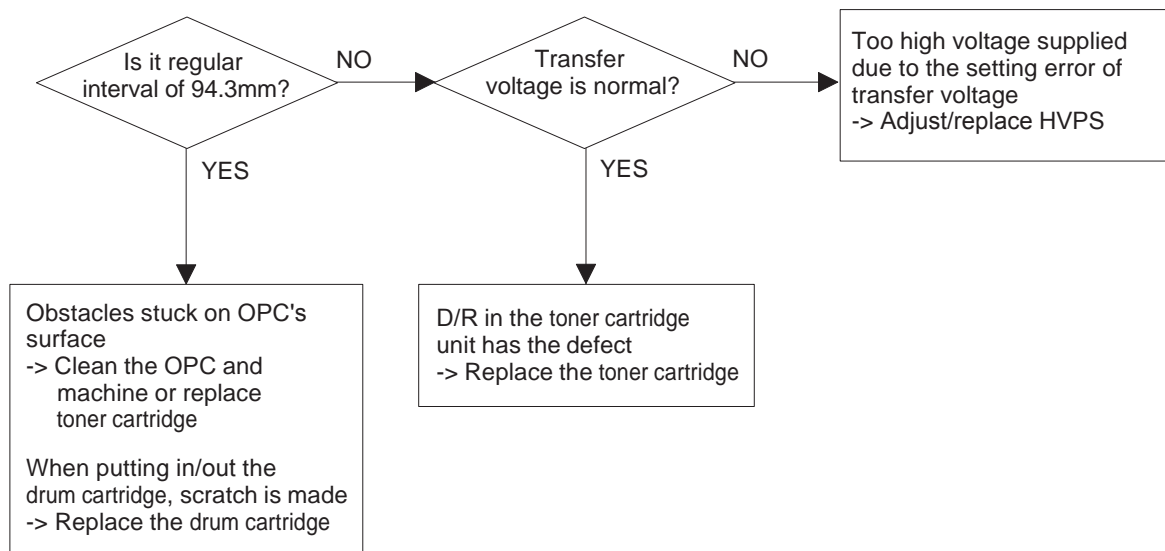 Is it regular
interval of 94.3mm?
NO
Transfer
voltage is normal?
NO
Too high voltage supplied
due to the setting error of
transfer voltage
-> Adjust/replace HVPS
YES
YES
Obstacles stuck on OPC's
surface
-> Clean the OPC and
machine or replace
toner cartridge
When putting in/out the
drum cartridge, scratch is made
-> Replace the drum cartridge
D/R in the toner cartridge
unit has the defect
-> Replace the toner cartridge